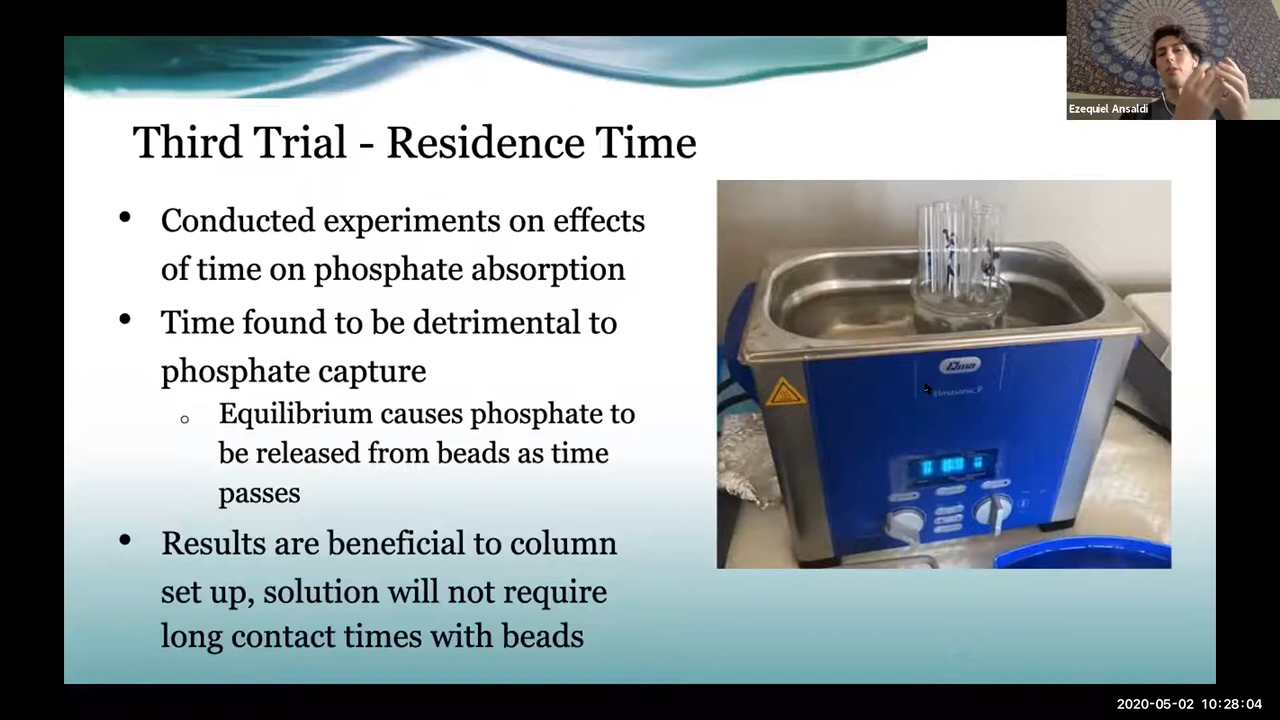 Ezequiel Ansaldi
Third Trial - Residence Time
• Conducted experiments on effects
of time on phosphate absorption
• Time found to be detrimental to
phosphate capture
○ Equilibrium causes phosphate to
be released from beads as time
passes
• Results are beneficial to column
set up, solution will not require
long contact times with beads
Elma
Elmasonic P
2020-05-02 10:28:04